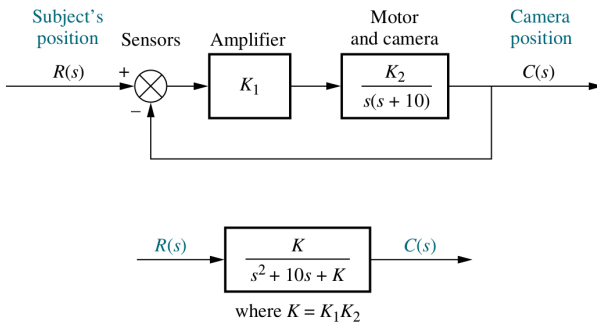 Subject's
position
Sensors
Amplifier
Motor
and camera
Camera
position
R(s)
+
−
K₁
K₂
s(s + 10)
C(s)
R(s)
K
s² + 10s + K
C(s)
where K = K₁K₂